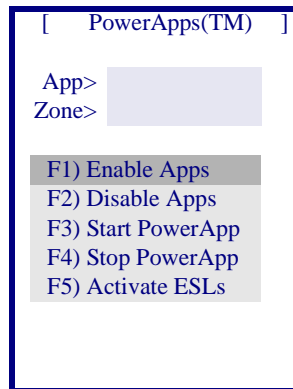 [ PowerApps(TM) ]
App>
Zone>
F1) Enable Apps
F2) Disable Apps
F3) Start PowerApp
F4) Stop PowerApp
F5) Activate ESLs